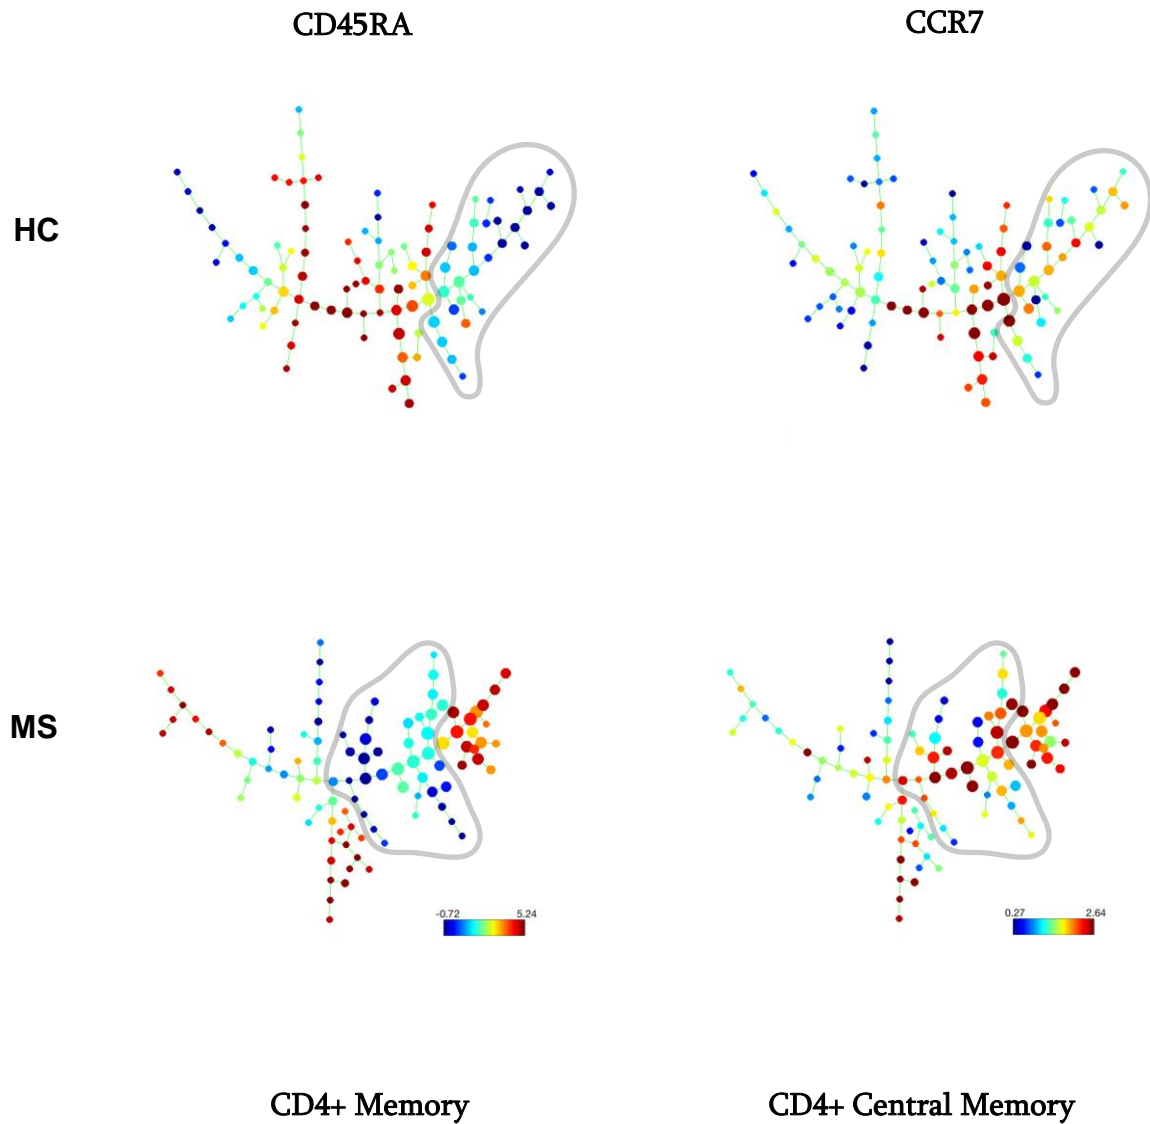 CD45RA
CCR7
HC
MS
-0.72 5.24
0.27 2.64
CD4+ Memory
CD4+ Central Memory